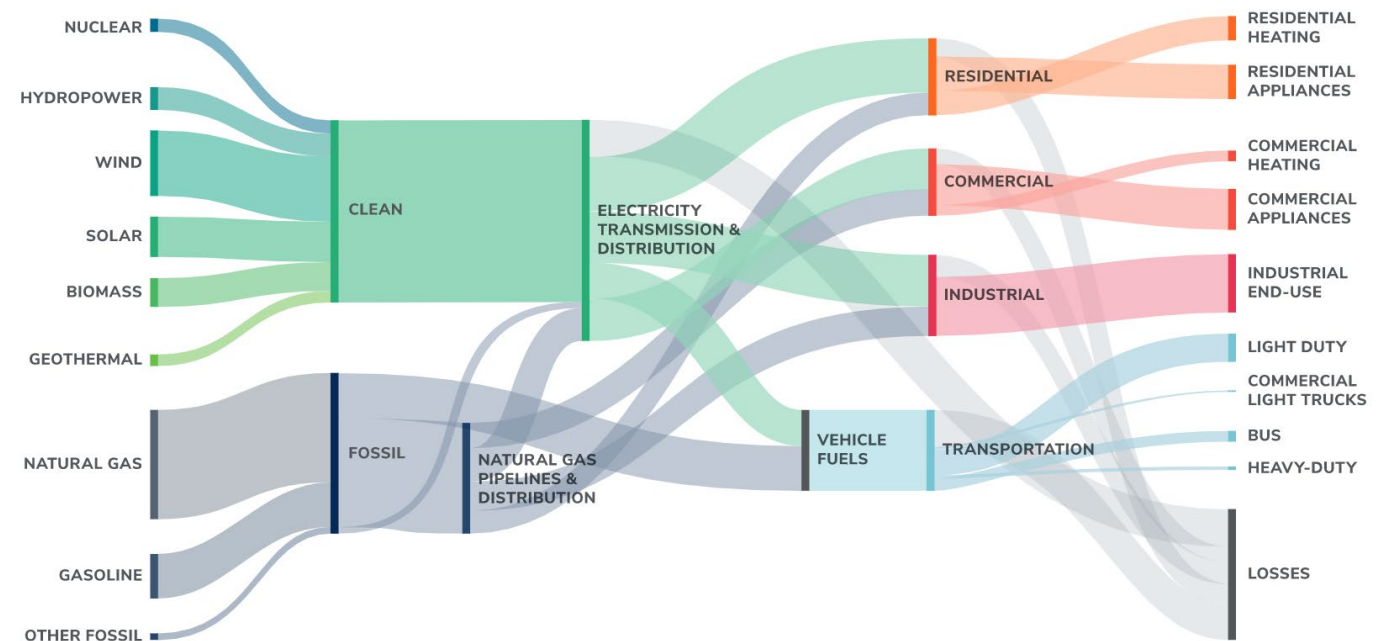 NUCLEAR
HYDROPOWER
WIND
SOLAR
BIOMASS
GEOTHERMAL
NATURAL GAS
GASOLINE
OTHER FOSSIL
CLEAN
FOSSIL
NATURAL GAS
PIPELINES &
DISTRIBUTION
ELECTRICITY
TRANSMISSION &
DISTRIBUTION
VEHICLE
FUELS
RESIDENTIAL
COMMERCIAL
INDUSTRIAL
TRANSPORTATION
RESIDENTIAL
HEATING
RESIDENTIAL
APPLIANCES
COMMERCIAL
HEATING
COMMERCIAL
APPLIANCES
INDUSTRIAL
END-USE
LIGHT DUTY
COMMERCIAL
LIGHT TRUCKS
BUS
HEAVY-DUTY
LOSSES